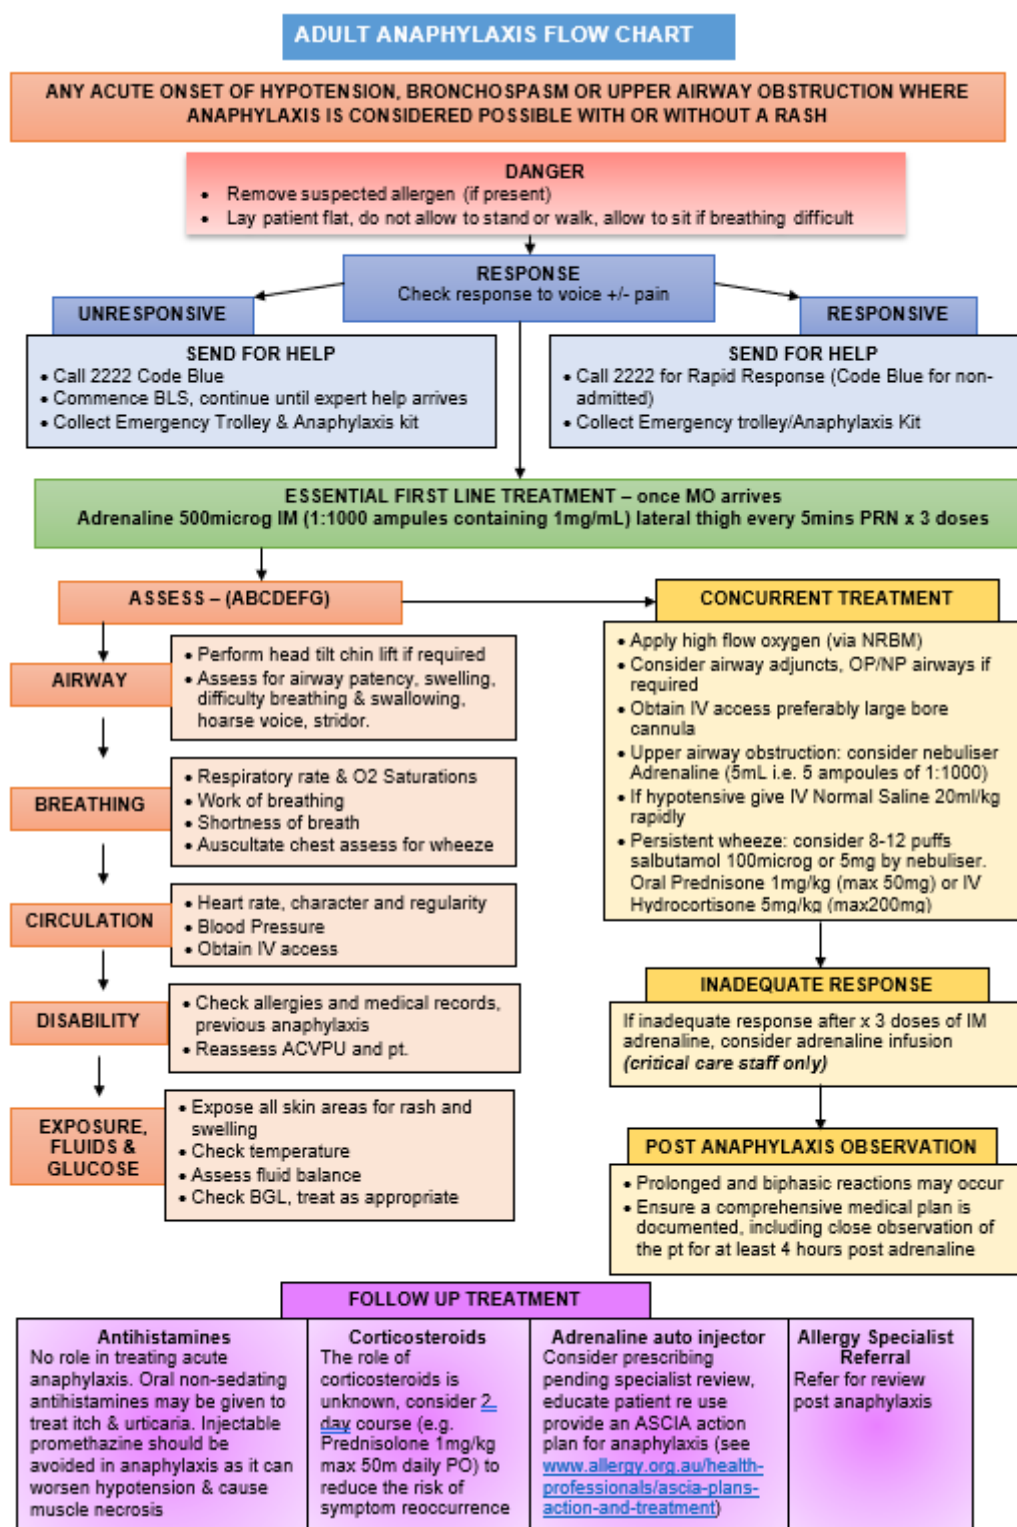 ADULT ANAPHYLAXIS FLOW CHART
ANY ACUTE ONSET OF HYPOTENSION, BRONCHOSPASM OR UPPER AIRWAY OBSTRUCTION WHERE
ANAPHYLAXIS IS CONSIDERED POSSIBLE WITH OR WITHOUT A RASH
DANGER
• Remove suspected allergen (if present)
• Lay patient flat, do not allow to stand or walk, allow to sit if breathing difficult
RESPONSE
Check response to voice +/- pain
UNRESPONSIVE
SEND FOR HELP
• Call 2222 Code Blue
• Commence BLS, continue until expert help arrives
• Collect Emergency Trolley & Anaphylaxis kit
RESPONSIVE
SEND FOR HELP
• Call 2222 for Rapid Response (Code Blue for non-
admitted)
• Collect Emergency trolley/Anaphylaxis Kit
ESSENTIAL FIRST LINE TREATMENT – once MO arrives
Adrenaline 500microg IM (1:1000 ampules containing 1mg/mL) lateral thigh every 5mins PRN x 3 doses
ASSESS – (ABCDEFG)
AIRWAY
• Perform head tilt chin lift if required
• Assess for airway patency, swelling,
difficulty breathing & swallowing,
hoarse voice, stridor.
BREATHING
• Respiratory rate & O2 Saturations
• Work of breathing
• Shortness of breath
• Auscultate chest assess for wheeze
CIRCULATION
• Heart rate, character and regularity
• Blood Pressure
• Obtain IV access
DISABILITY
• Check allergies and medical records,
previous anaphylaxis
• Reassess ACVPU and pt.
EXPOSURE,
FLUIDS &
GLUCOSE
• Expose all skin areas for rash and
swelling
• Check temperature
• Assess fluid balance
• Check BGL, treat as appropriate
CONCURRENT TREATMENT
• Apply high flow oxygen (via NRBM)
• Consider airway adjuncts, OP/NP airways if
required
• Obtain IV access preferably large bore
cannula
• Upper airway obstruction: consider nebuliser
Adrenaline (5mL i.e. 5 ampoules of 1:1000)
• If hypotensive give IV Normal Saline 20ml/kg
rapidly
• Persistent wheeze: consider 8-12 puffs
salbutamol 100microg or 5mg by nebuliser.
Oral Prednisone 1mg/kg (max 50mg) or IV
Hydrocortisone 5mg/kg (max200mg)
INADEQUATE RESPONSE
If inadequate response after x 3 doses of IM
adrenaline, consider adrenaline infusion
(critical care staff only)
POST ANAPHYLAXIS OBSERVATION
• Prolonged and biphasic reactions may occur
• Ensure a comprehensive medical plan is
documented, including close observation of
the pt for at least 4 hours post adrenaline
FOLLOW UP TREATMENT
Antihistamines
No role in treating acute
anaphylaxis. Oral non-sedating
antihistamines may be given to
treat itch & urticaria. Injectable
promethazine should be
avoided in anaphylaxis as it can
worsen hypotension & cause
muscle necrosis
Corticosteroids
The role of
corticosteroids is
unknown, consider 2
day course (e.g.
Prednisolone 1mg/kg
max 50m daily PO) to
reduce the risk of
symptom reoccurrence
Adrenaline auto injector
Consider prescribing
pending specialist review,
educate patient re use
provide an ASCIA action
plan for anaphylaxis (see
www.allergy.org.au/health-
professionals/ascia-plans-
action-and-treatment)
Allergy Specialist
Referral
Refer for review
post anaphylaxis